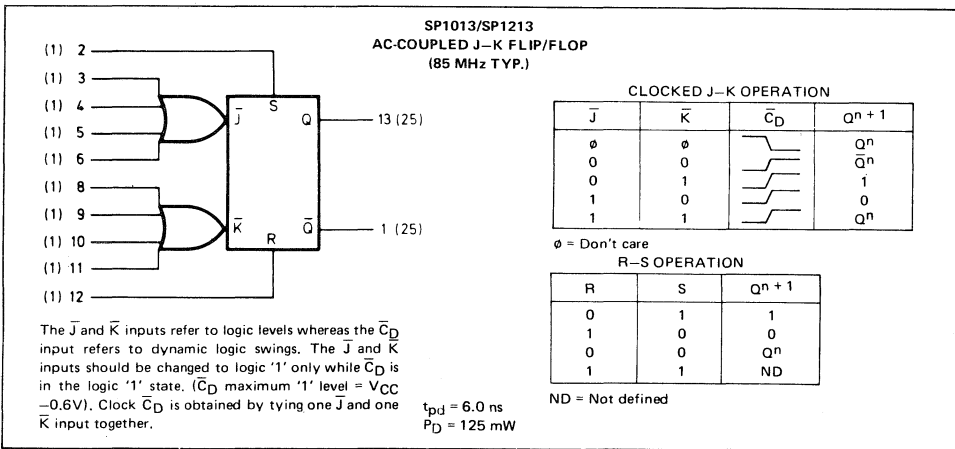 SP1013/SP1213
AC-COUPLED J–K FLIP/FLOP
(85 MHz TYP.)
(1) 2
(1) 3
(1) 4
(1) 5
(1) 6
(1) 8
(1) 9
(1) 10
(1) 11
(1) 12
S
J̅ Q
13 (25)
K̅ Q̅
1 (25)
R
CLOCKED J–K OPERATION
J̅ K̅ C̅D Qn + 1
ø ø Qn
0 0 Q̅n
0 1 1
1 0 0
1 1 Qn
ø = Don't care
R–S OPERATION
R S Qn + 1
0 1 1
1 0 0
0 0 Qn
1 1 ND
ND = Not defined
The J̅ and K̅ inputs refer to logic levels whereas the C̅D
input refers to dynamic logic swings. The J̅ and K̅
inputs should be changed to logic '1' only while C̅D is
in the logic '1' state. (C̅D maximum '1' level = VCC
–0.6V). Clock C̅D is obtained by tying one J̅ and one
K̅ input together.
tpd = 6.0 ns
PD = 125 mW